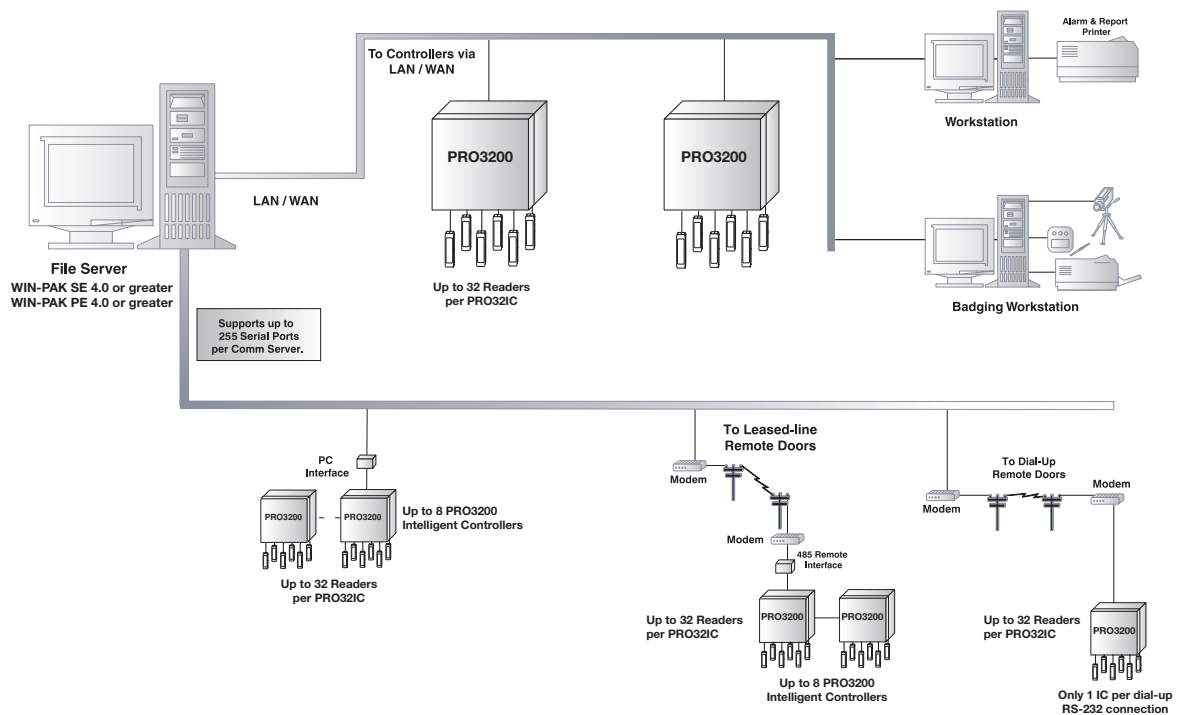 Alarm & Report
Printer
To Controllers via
LAN / WAN
PRO3200
PRO3200
Workstation
LAN / WAN
File Server
WIN-PAK SE 4.0 or greater
WIN-PAK PE 4.0 or greater
Up to 32 Readers
per PRO32IC
Badging Workstation
Supports up to
255 Serial Ports
per Comm Server.
PC
Interface
PRO3200
PRO3200
Up to 8 PRO3200
Intelligent Controllers
Up to 32 Readers
per PRO32IC
To Leased-line
Remote Doors
Modem
Modem
485 Remote
Interface
Up to 32 Readers
per PRO32IC
PRO3200
PRO3200
Up to 8 PRO3200
Intelligent Controllers
To Dial-Up
Remote Doors
Modem
Modem
Up to 32 Readers
per PRO32IC
PRO3200
Only 1 IC per dial-up
RS-232 connection